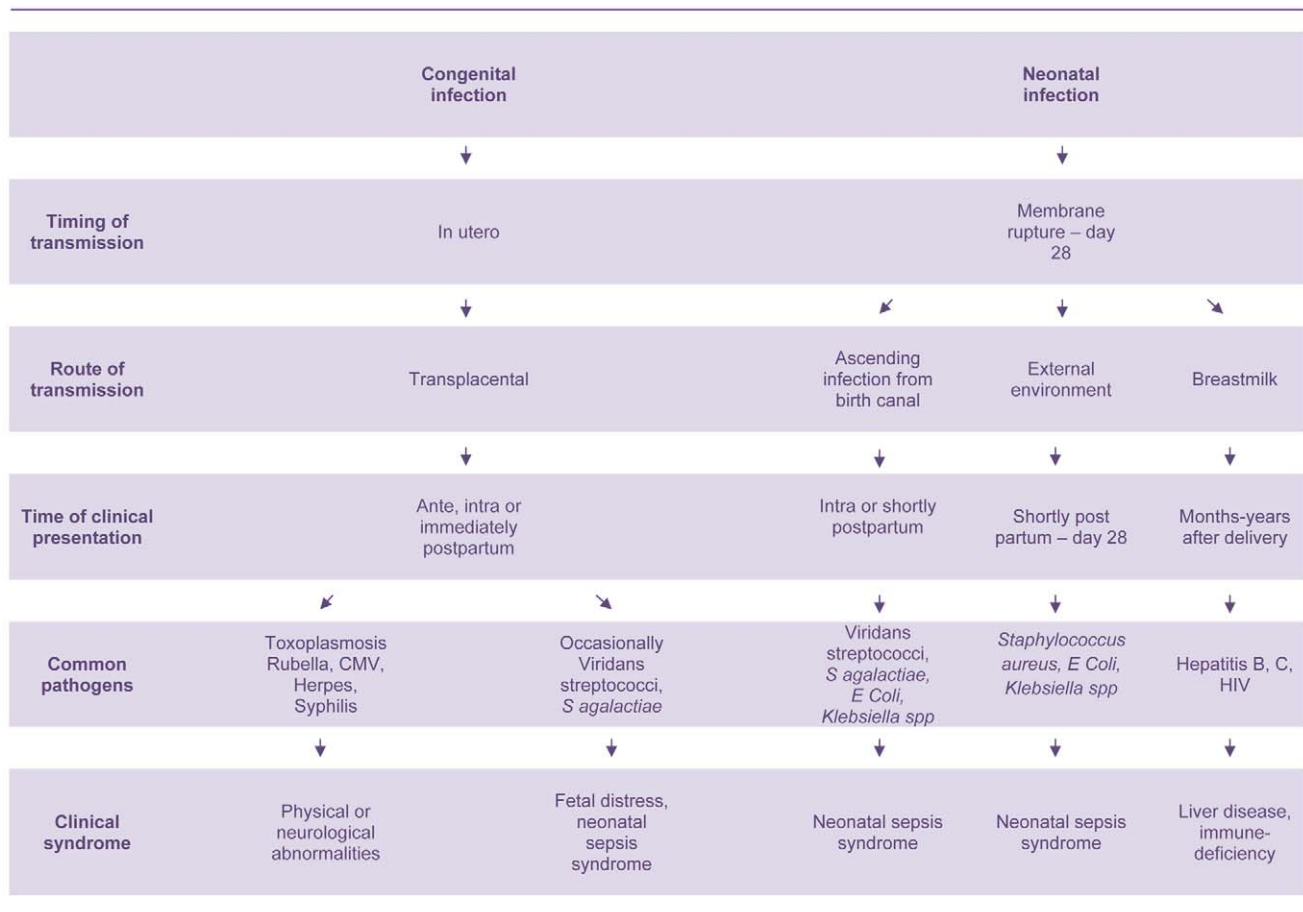 Congenital
infection
Neonatal
infection
Timing of
transmission
In utero
Membrane
rupture – day
28
Route of
transmission
Transplacental
Ascending
infection from
birth canal
External
environment
Breastmilk
Time of clinical
presentation
Ante, intra or
immediately
postpartum
Intra or shortly
postpartum
Shortly post
partum – day 28
Months-years
after delivery
Common
pathogens
Toxoplasmosis
Rubella, CMV,
Herpes,
Syphilis
Occasionally
Viridans
streptococci,
S agalactiae
Viridans
streptococci,
S agalactiae,
E Coli,
Klebsiella spp
Staphylococcus
aureus, E Coli,
Klebsiella spp
Hepatitis B, C,
HIV
Clinical
syndrome
Physical or
neurological
abnormalities
Fetal distress,
neonatal
sepsis
syndrome
Neonatal sepsis
syndrome
Neonatal sepsis
syndrome
Liver disease,
immune-
deficiency